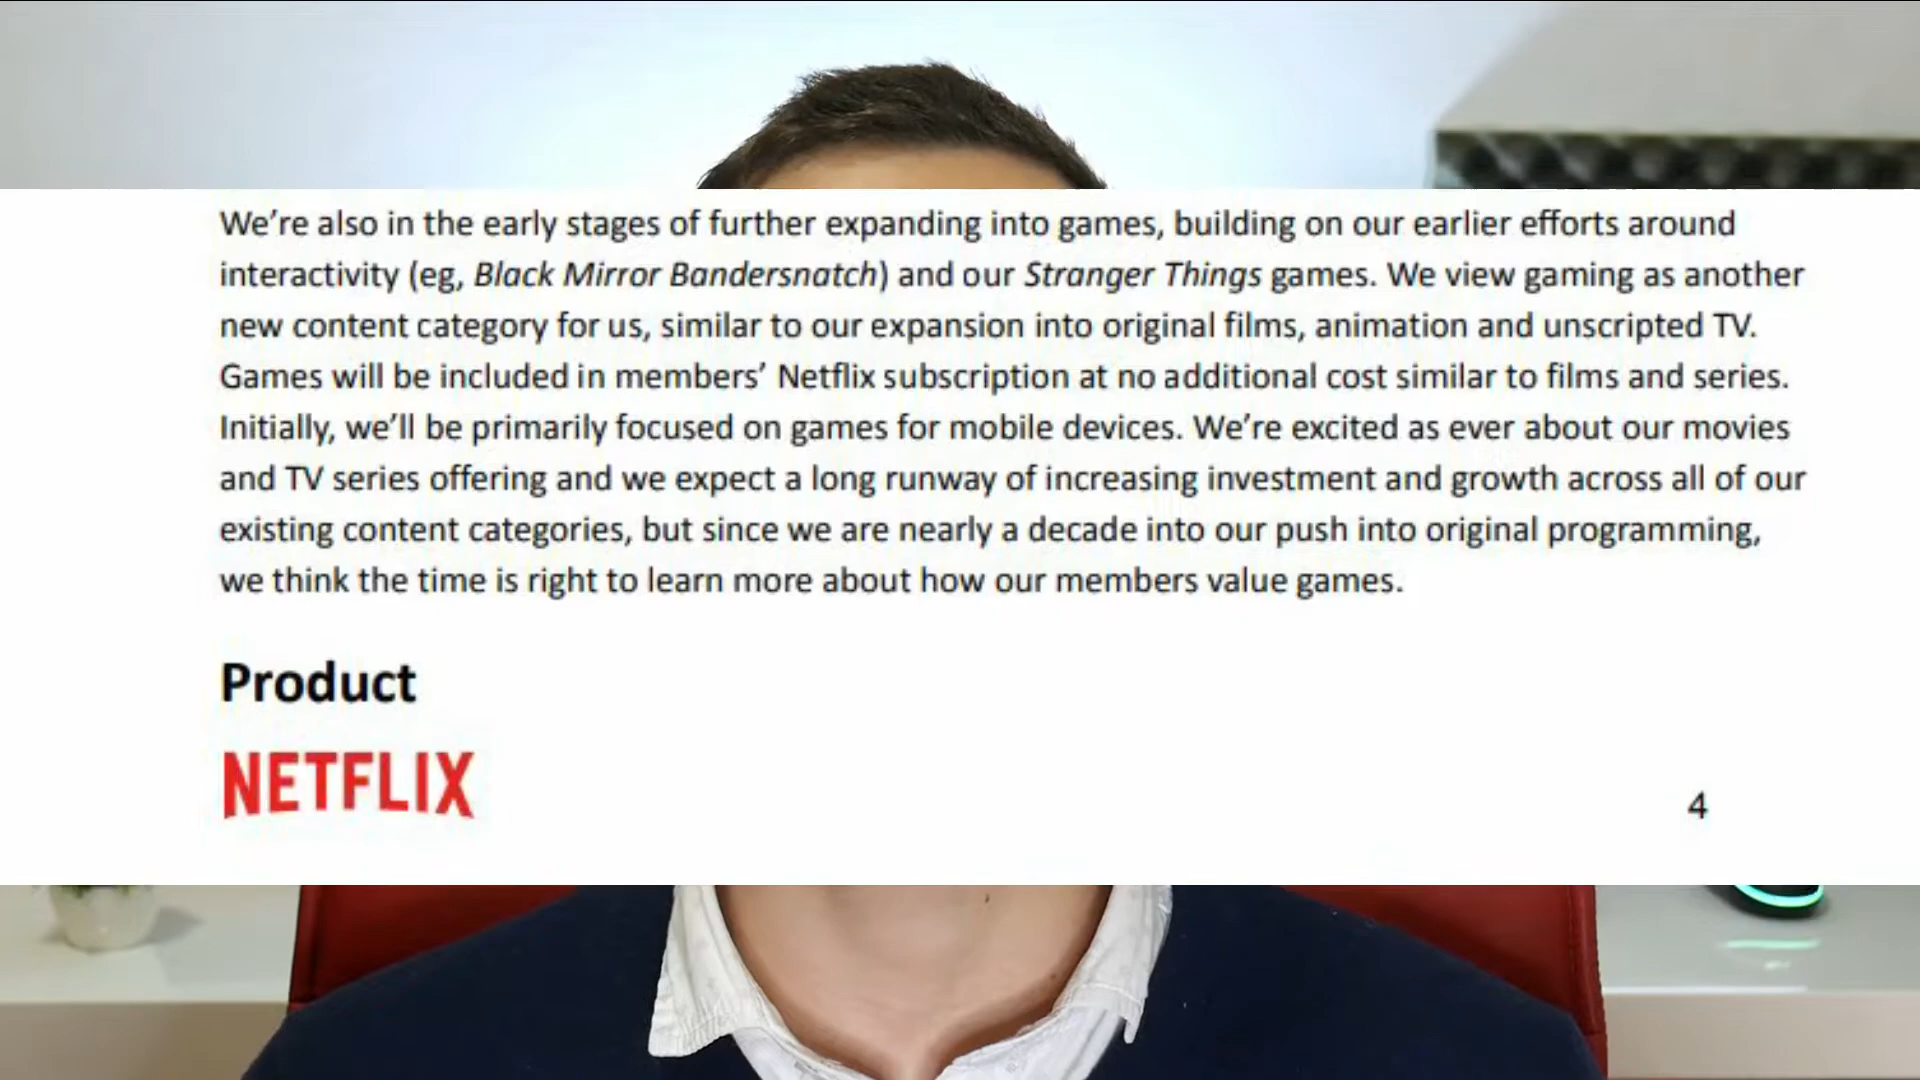 We're also in the early stages of further expanding into games, building on our earlier efforts around
interactivity (eg, Black Mirror Bandersnatch) and our Stranger Things games. We view gaming as another
new content category for us, similar to our expansion into original films, animation and unscripted TV.
Games will be included in members' Netflix subscription at no additional cost similar to films and series.
Initially, we'll be primarily focused on games for mobile devices. We're excited as ever about our movies
and TV series offering and we expect a long runway of increasing investment and growth across all of our
existing content categories, but since we are nearly a decade into our push into original programming,
we think the time is right to learn more about how our members value games.
Product
NETFLIX
4